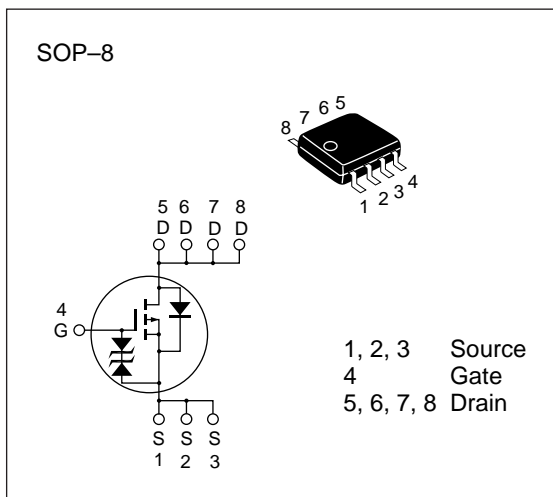 SOP–8
8 7 6 5
1 2 3 4
5 6 7 8
D D D D
4
G
S S S
1 2 3
1, 2, 3 Source
4 Gate
5, 6, 7, 8 Drain